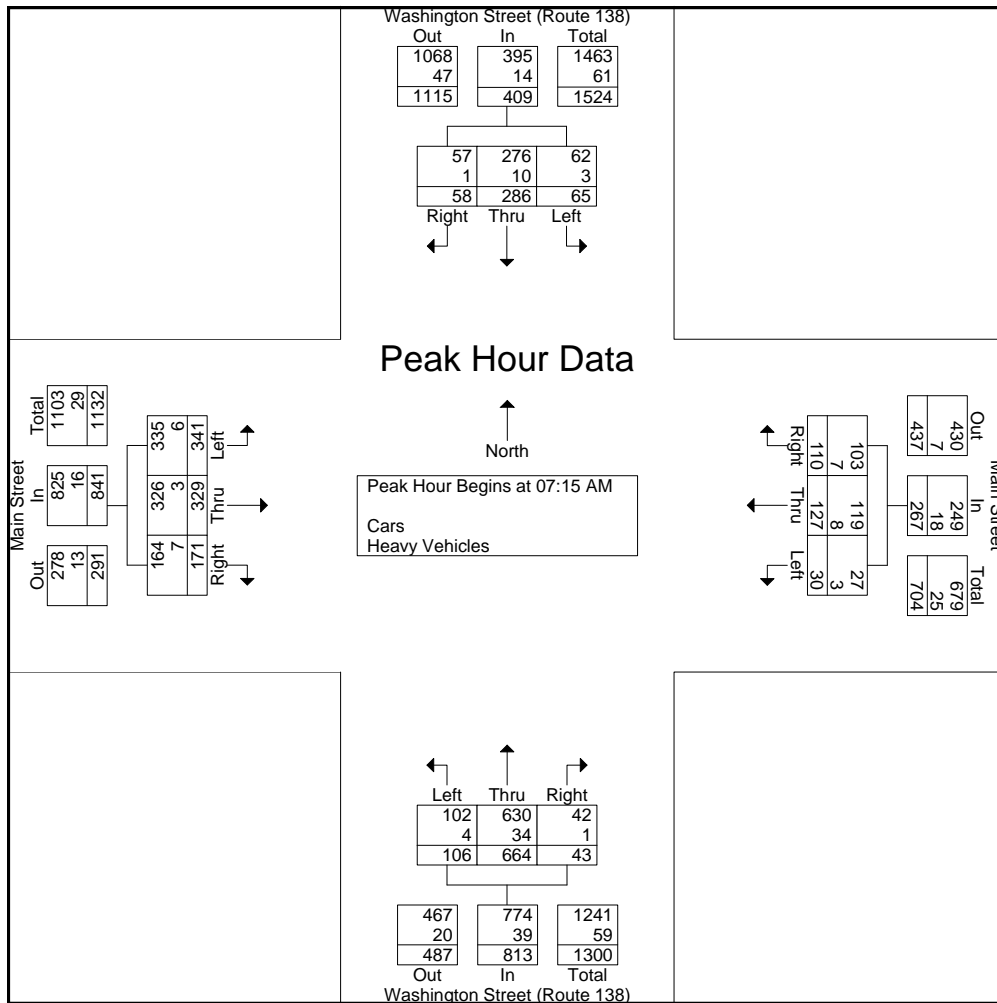 Washington Street (Route 138)
Out In Total
1068 395 1463
47 14 61
1115 409 1524
57 276 62
1 10 3
58 286 65
Right Thru Left
Peak Hour Data
North
Peak Hour Begins at 07:15 AM
Cars
Heavy Vehicles
Main Street
Total In Out
1103 825 278
29 16 13
1132 841 291
335 326 164
6 3 7
341 329 171
Left Thru Right
Main Street
Out In Total
430 249 679
7 18 25
437 267 704
103 119 27
7 8 3
110 127 30
Right Thru Left
Left Thru Right
102 630 42
4 34 1
106 664 43
467 774 1241
20 39 59
487 813 1300
Out In Total
Washington Street (Route 138)